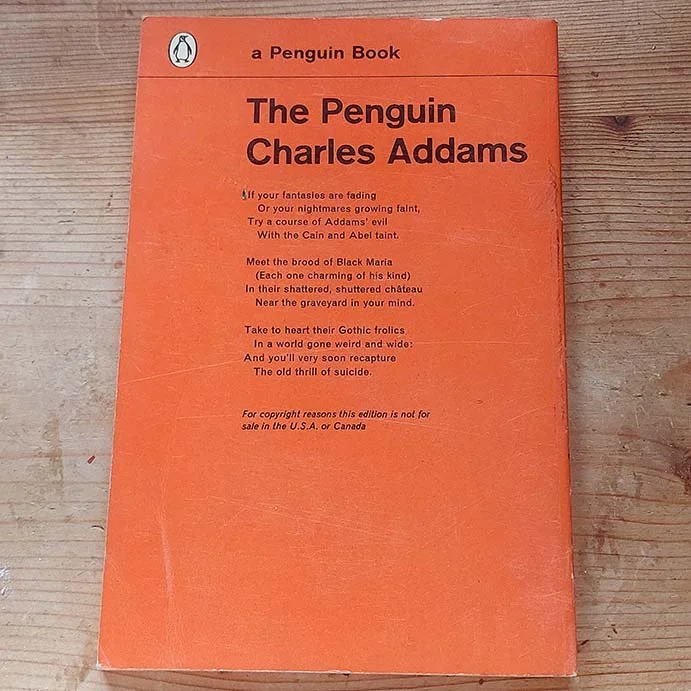 a Penguin Book
The Penguin
Charles Addams
If your fantasies are fading
Or your nightmares growing faint,
Try a course of Addams' evil
With the Cain and Abel taint.
Meet the brood of Black Maria
(Each one charming of his kind)
In their shattered, shuttered château
Near the graveyard in your mind.
Take to heart their Gothic frolics
In a world gone weird and wide:
And you'll very soon recapture
The old thrill of suicide.
For copyright reasons this edition is not for
sale in the U.S.A. or Canada